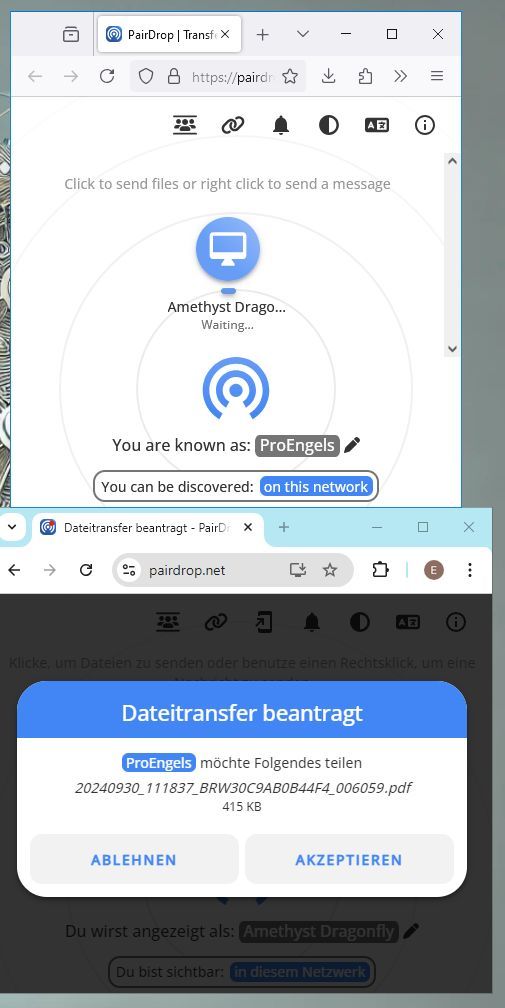 PairDrop | Transfe
https://pairdr
Click to send files or right click to send a message
Amethyst Drago...
Waiting...
You are known as: ProEngels
You can be discovered: on this network
Dateitransfer beantragt - PairDr
pairdrop.net
E
Klicke, um Dateien zu senden oder benutze einen Rechtsklick, um eine
Nachricht zu senden
Dateitransfer beantragt
ProEngels möchte Folgendes teilen
20240930_111837_BRW30C9AB0B44F4_006059.pdf
415 KB
ABLEHNEN
AKZEPTIEREN
Du wirst angezeigt als: Amethyst Dragonfly
Du bist sichtbar: in diesem Netzwerk